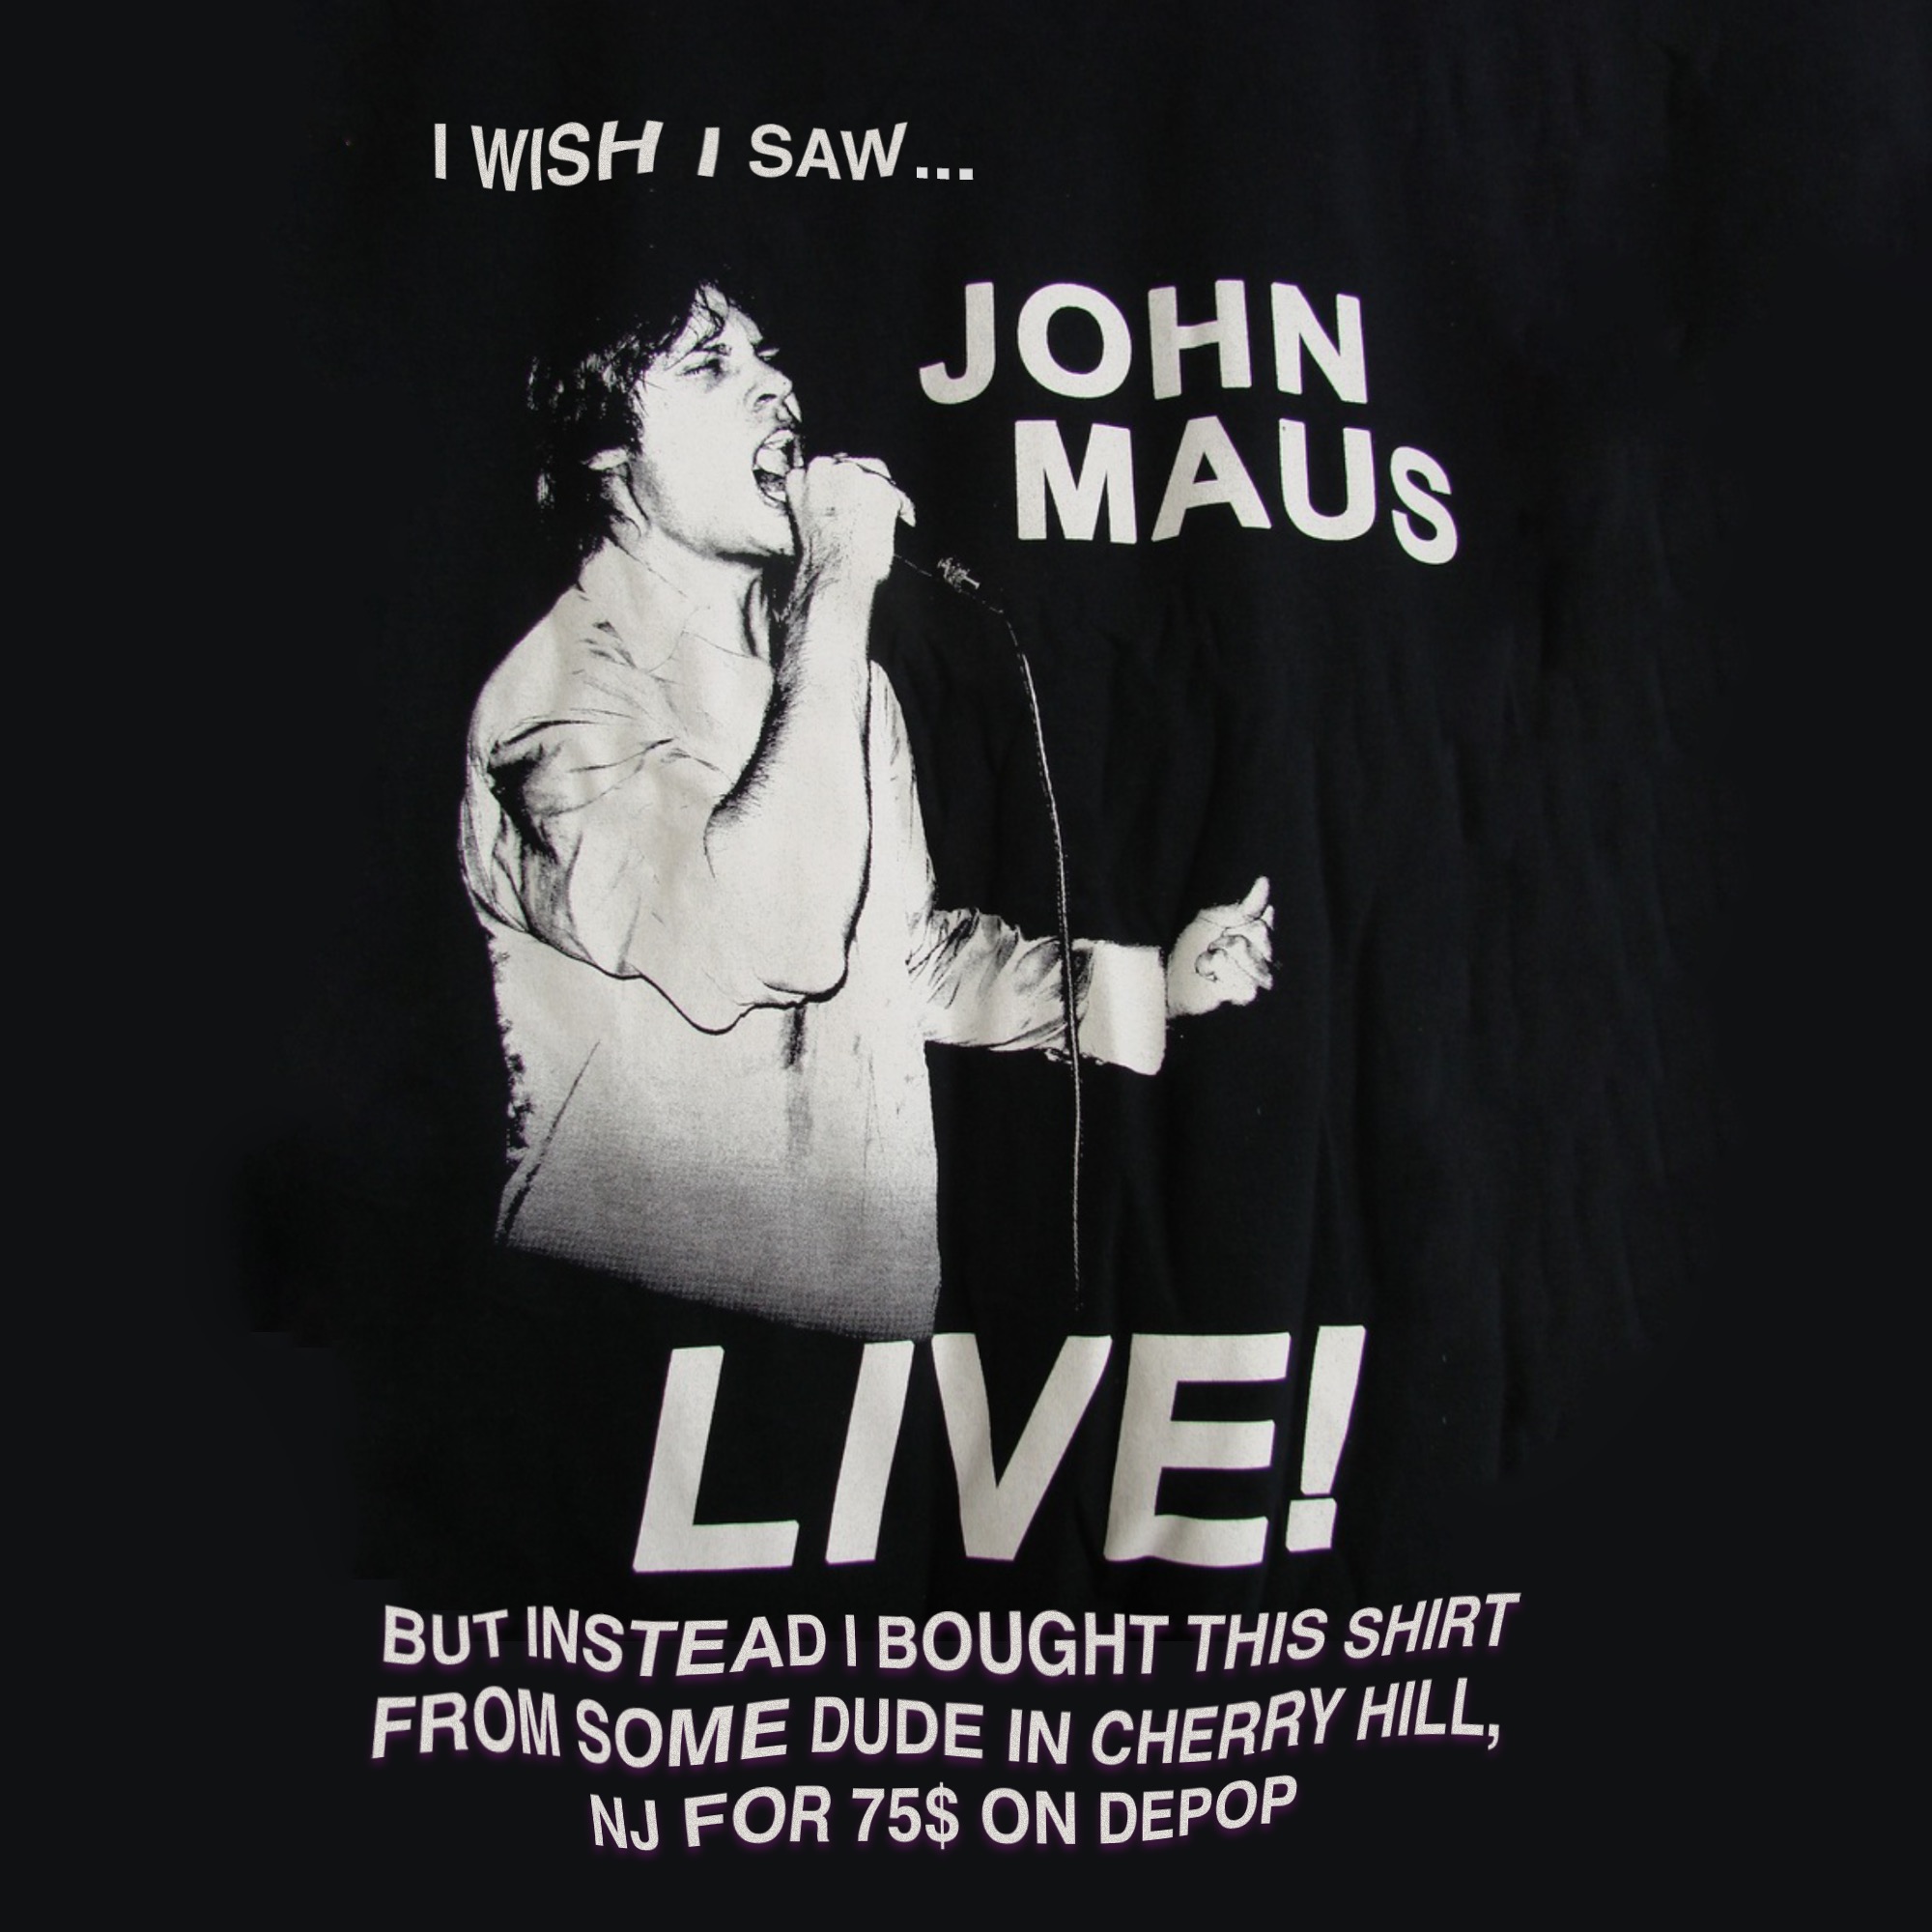 I WISH I SAW...
JOHN
MAUS
LIVE!
BUT INSTEAD I BOUGHT THIS SHIRT
FROM SOME DUDE IN CHERRY HILL,
NJ FOR 75$ ON DEPOP